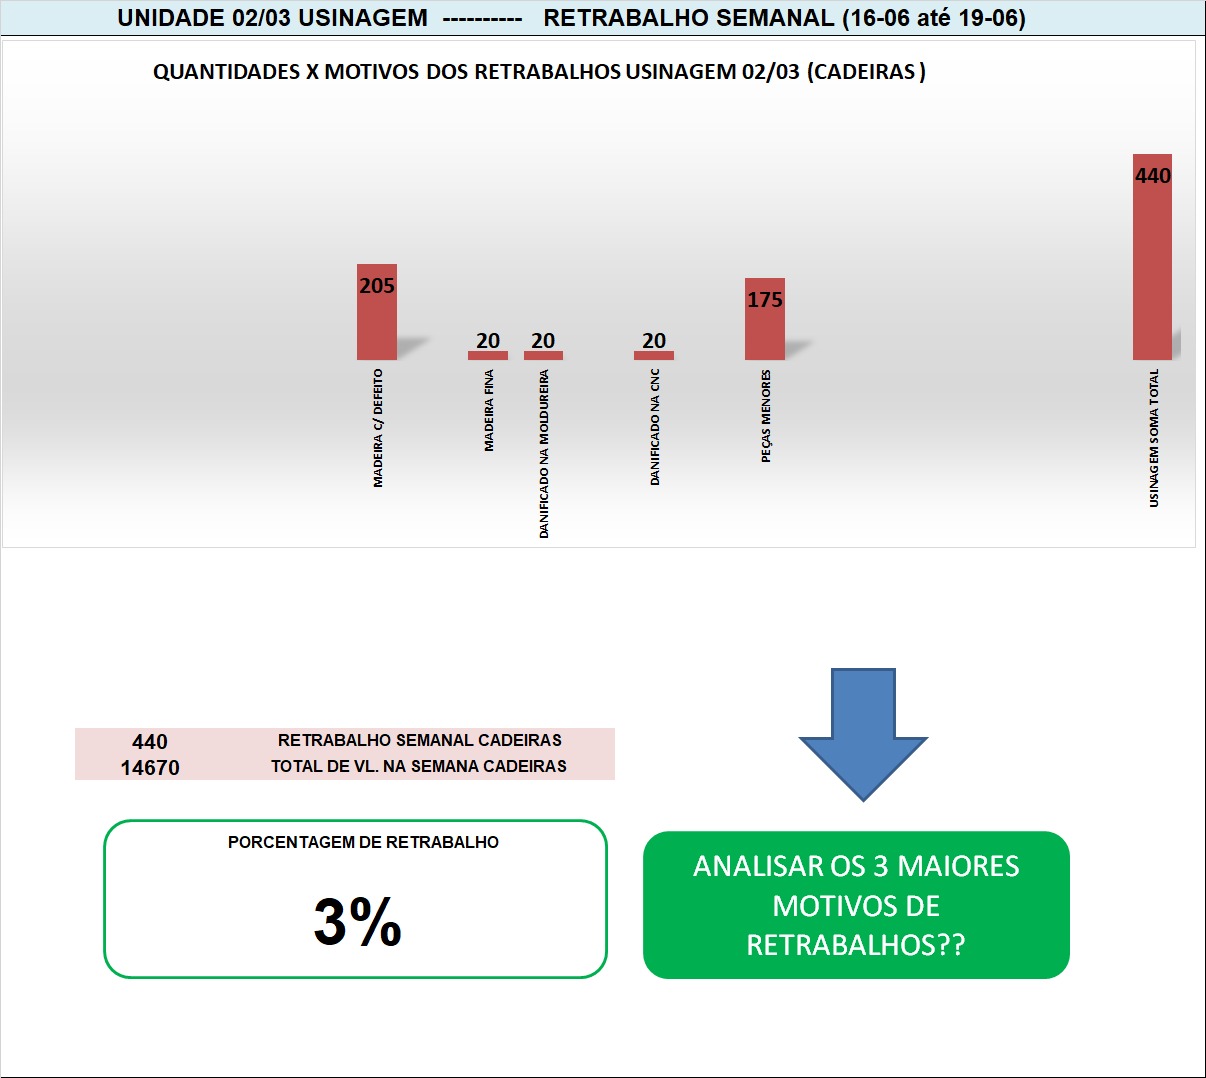 UNIDADE 02/03 USINAGEM ---------- RETRABALHO SEMANAL (16-06 até 19-06)
QUANTIDADES X MOTIVOS DOS RETRABALHOS USINAGEM 02/03 (CADEIRAS )
205
20
20
20
175
440
MADEIRA C/ DEFEITO
MADEIRA FINA
DANIFICADO NA MOLDUREIRA
DANIFICADO NA CNC
PEÇAS MENORES
USINAGEM SOMA TOTAL
440 RETRABALHO SEMANAL CADEIRAS
14670 TOTAL DE VL. NA SEMANA CADEIRAS
PORCENTAGEM DE RETRABALHO
3%
ANALISAR OS 3 MAIORES
MOTIVOS DE
RETRABALHOS??